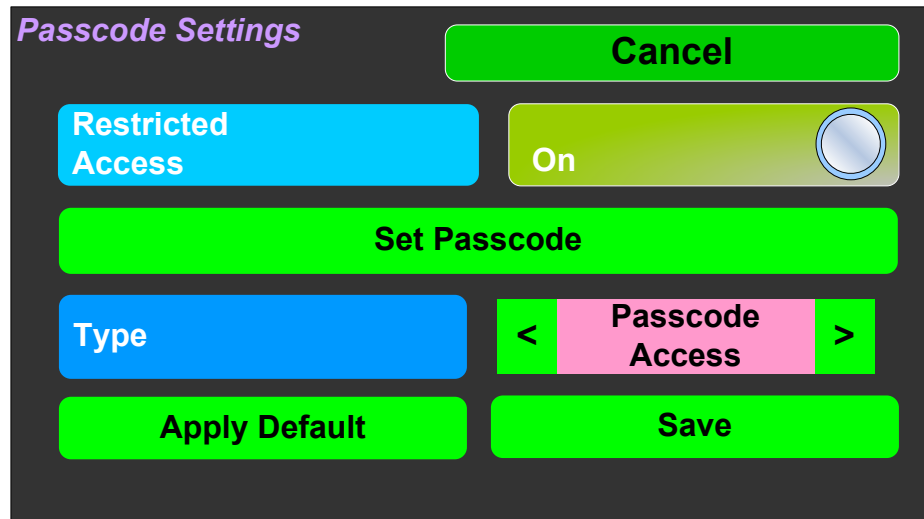 Passcode Settings
Cancel
Restricted
Access
On
Set Passcode
Type
<
Passcode
Access
>
Apply Default
Save